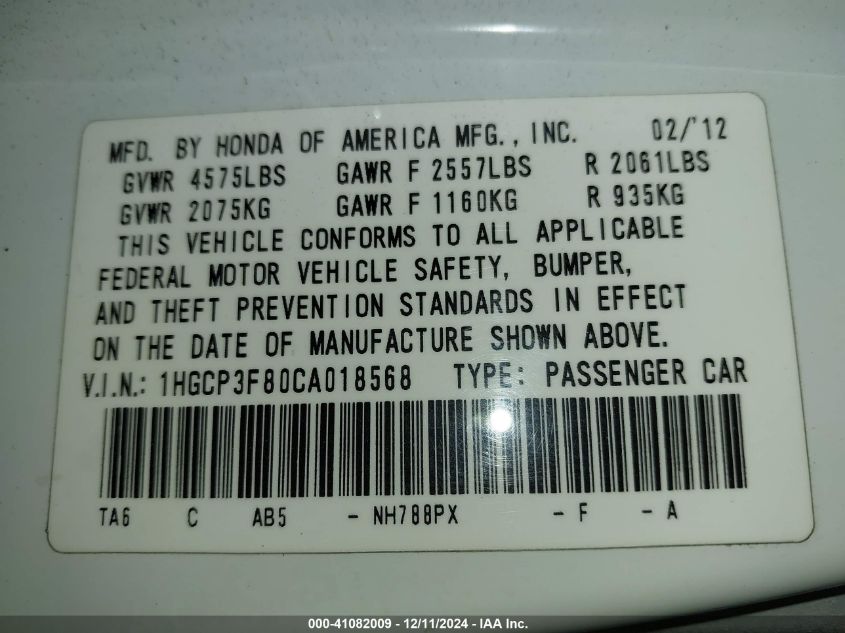 MFD. BY HONDA OF AMERICA MFG., INC. 02/'12
GVWR 4575LBS GAWR F 2557LBS R 2061LBS
GVWR 2075KG GAWR F 1160KG R 935KG
THIS VEHICLE CONFORMS TO ALL APPLICABLE
FEDERAL MOTOR VEHICLE SAFETY, BUMPER,
AND THEFT PREVENTION STANDARDS IN EFFECT
ON THE DATE OF MANUFACTURE SHOWN ABOVE.
V.I.N.: 1HGCP3F80CA018568 TYPE: PASSENGER CAR
TA6 C AB5 - NH788PX - F - A
000-41082009 - 12/11/2024 - IAA Inc.